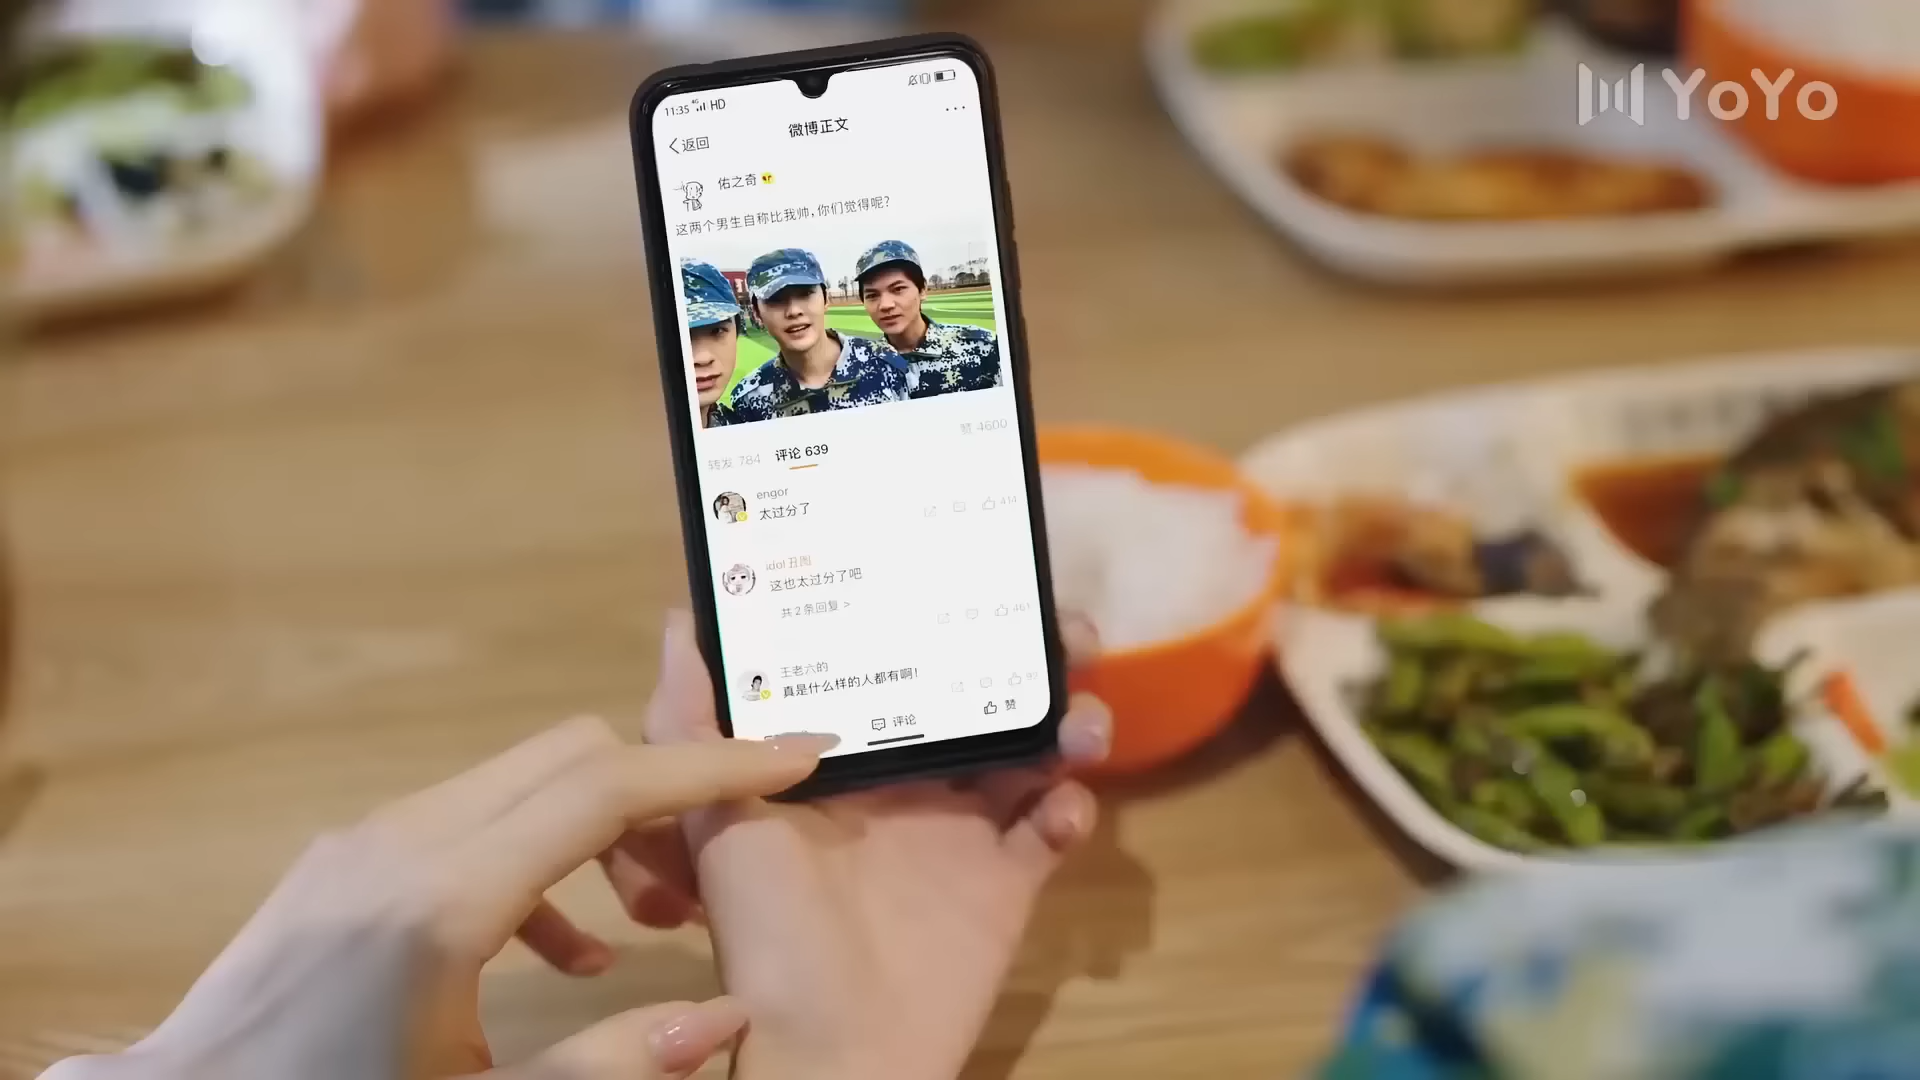 YoYo
11:35 4G HD
返回
微博正文
佑之奇
这两个男生自称比我帅,你们觉得呢?
转发 784 评论 639 赞 4600
engor
太过分了
414
idol丑图
这也太过分了吧
共2条回复 >
461
王老六的
真是什么样的人都有啊!
评论
赞